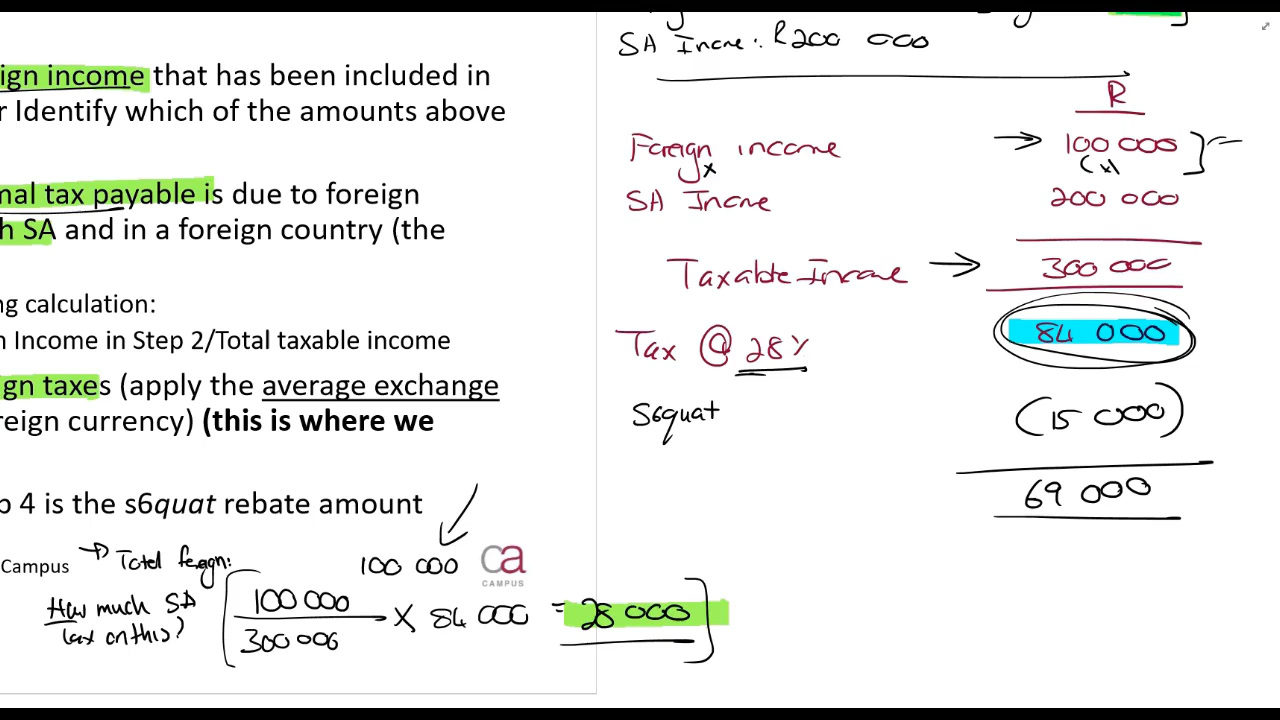 SA Income: R200 000
ign income that has been included in
r Identify which of the amounts above
mal tax payable is due to foreign
h SA and in a foreign country (the
ng calculation:
n Income in Step 2/Total taxable income
ign taxes (apply the average exchange
reign currency) (this is where we
p 4 is the s6quat rebate amount
Campus
→ Total foreign: 100 000
ca
CAMPUS
How much SA
tax on this?
[100 000
300 000
X 84 000 = 28 000]
R
Foreign income → 100 000
x (x)
SA Income 200 000
Taxable Income → 300 000
Tax @ 28% 84 000
S6quat (15 000)
69 000